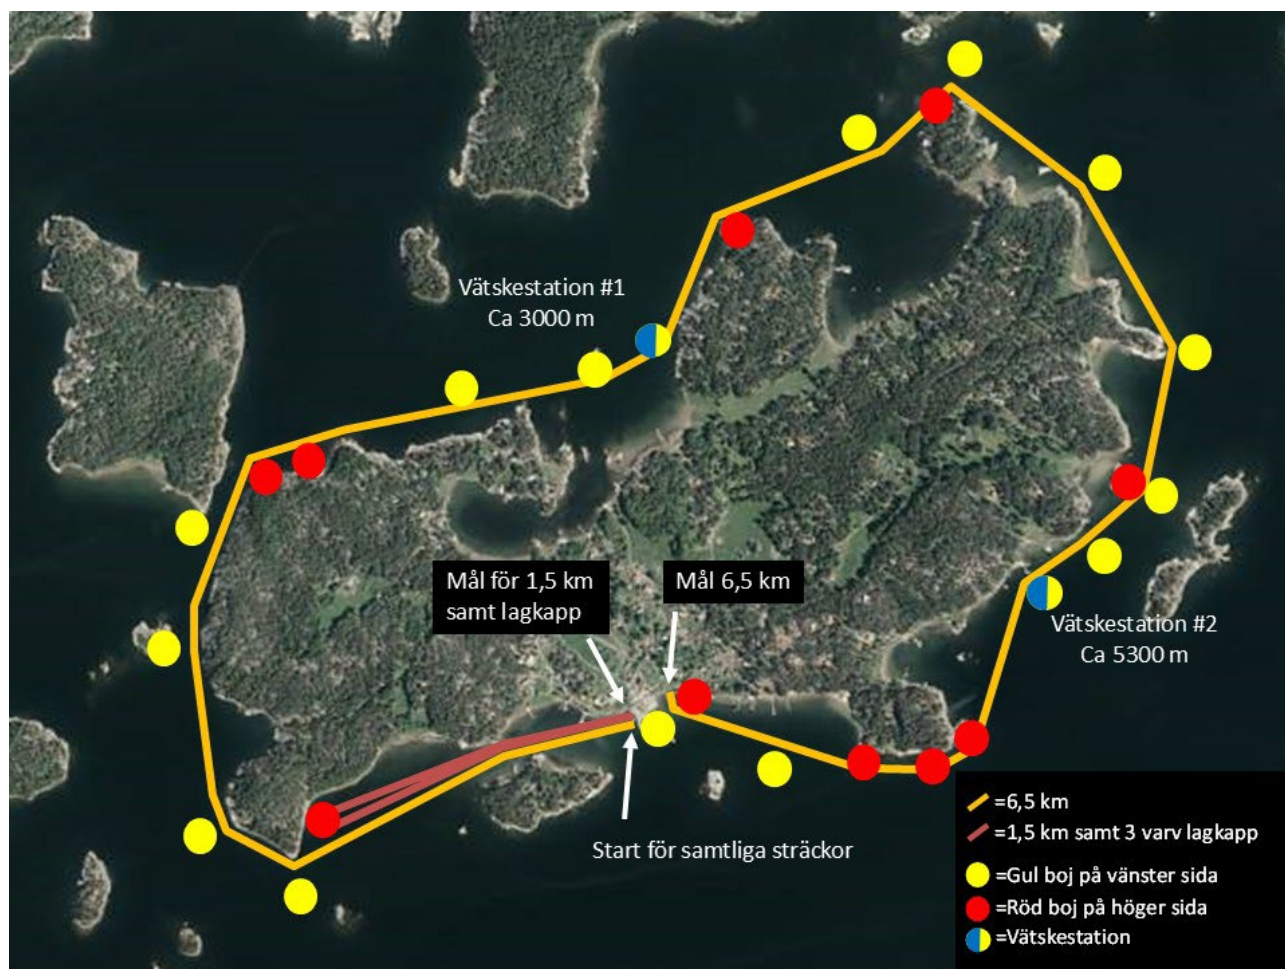 Vätskestation #1
Ca 3000 m
Mål för 1,5 km
samt lagkapp
Mål 6,5 km
Vätskestation #2
Ca 5300 m
Start för samtliga sträckor
=6,5 km
=1,5 km samt 3 varv lagkapp
=Gul boj på vänster sida
=Röd boj på höger sida
=Vätskestation